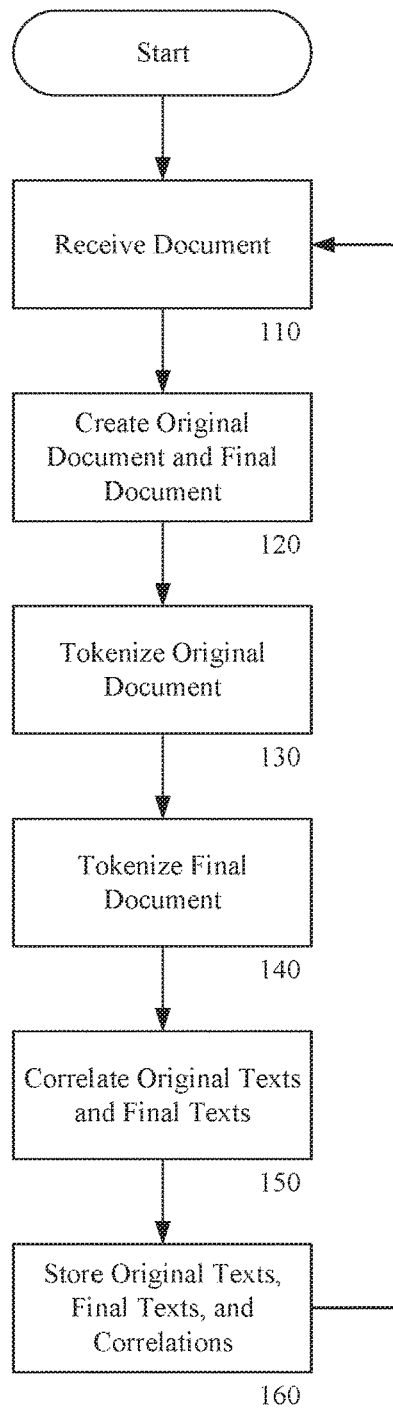 Start
Receive Document
110
Create Original
Document and Final
Document
120
Tokenize Original
Document
130
Tokenize Final
Document
140
Correlate Original Texts
and Final Texts
150
Store Original Texts,
Final Texts, and
Correlations
160